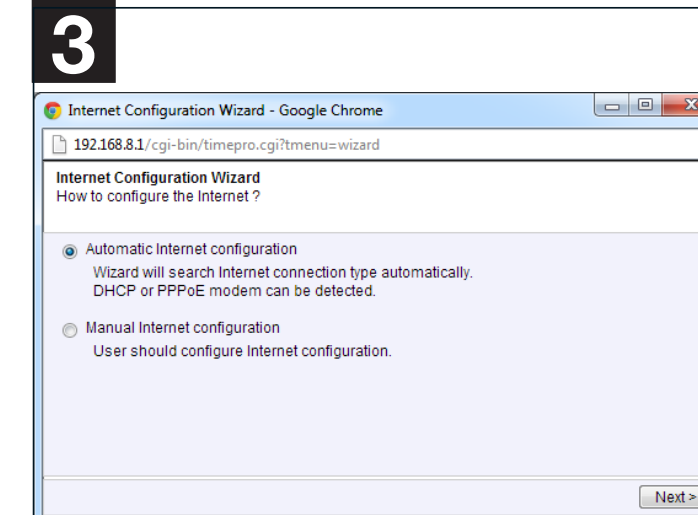 3
Internet Configuration Wizard - Google Chrome
192.168.8.1/cgi-bin/timepro.cgi?tmenu=wizard
Internet Configuration Wizard
How to configure the Internet ?
Automatic Internet configuration
Wizard will search Internet connection type automatically.
DHCP or PPPoE modem can be detected.
Manual Internet configuration
User should configure Internet configuration.
Next >